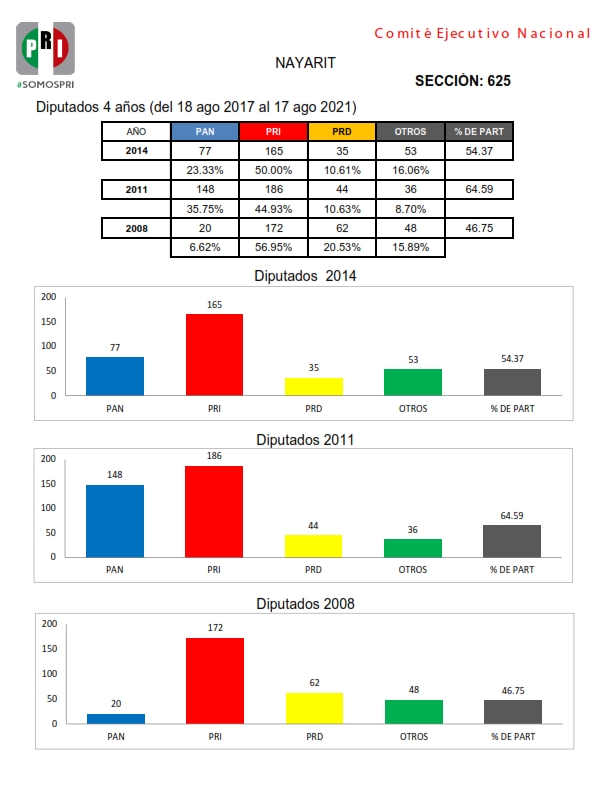 Comité Ejecutivo Nacional
PRI
#SOMOSPRI
NAYARIT
SECCIÓN: 625
Diputados 4 años (del 18 ago 2017 al 17 ago 2021)
AÑO PAN PRI PRD OTROS % DE PART
2014 77 165 35 53 54.37
23.33% 50.00% 10.61% 16.06%
2011 148 186 44 36 64.59
35.75% 44.93% 10.63% 8.70%
2008 20 172 62 48 46.75
6.62% 56.95% 20.53% 15.89%
Diputados 2014
200
150
100
50
0
77 165 35 53 54.37
PAN PRI PRD OTROS % DE PART
Diputados 2011
200
150
100
50
0
148 186 44 36 64.59
PAN PRI PRD OTROS % DE PART
Diputados 2008
200
150
100
50
0
20 172 62 48 46.75
PAN PRI PRD OTROS % DE PART